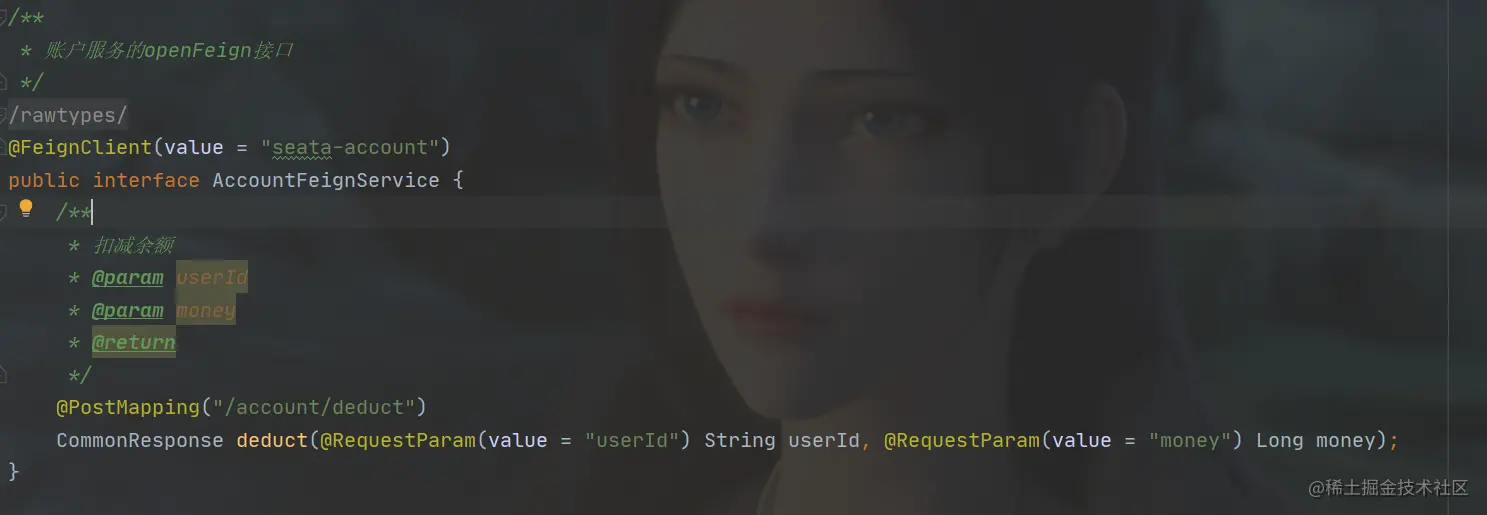 /**
 * 账户服务的openFeign接口
 */
/rawtypes/
@FeignClient(value = "seata-account")
public interface AccountFeignService {
    /**
     * 扣减余额
     * @param userId
     * @param money
     * @return
     */
    @PostMapping("/account/deduct")
    CommonResponse deduct(@RequestParam(value = "userId") String userId, @RequestParam(value = "money") Long money);
}
@稀土掘金技术社区